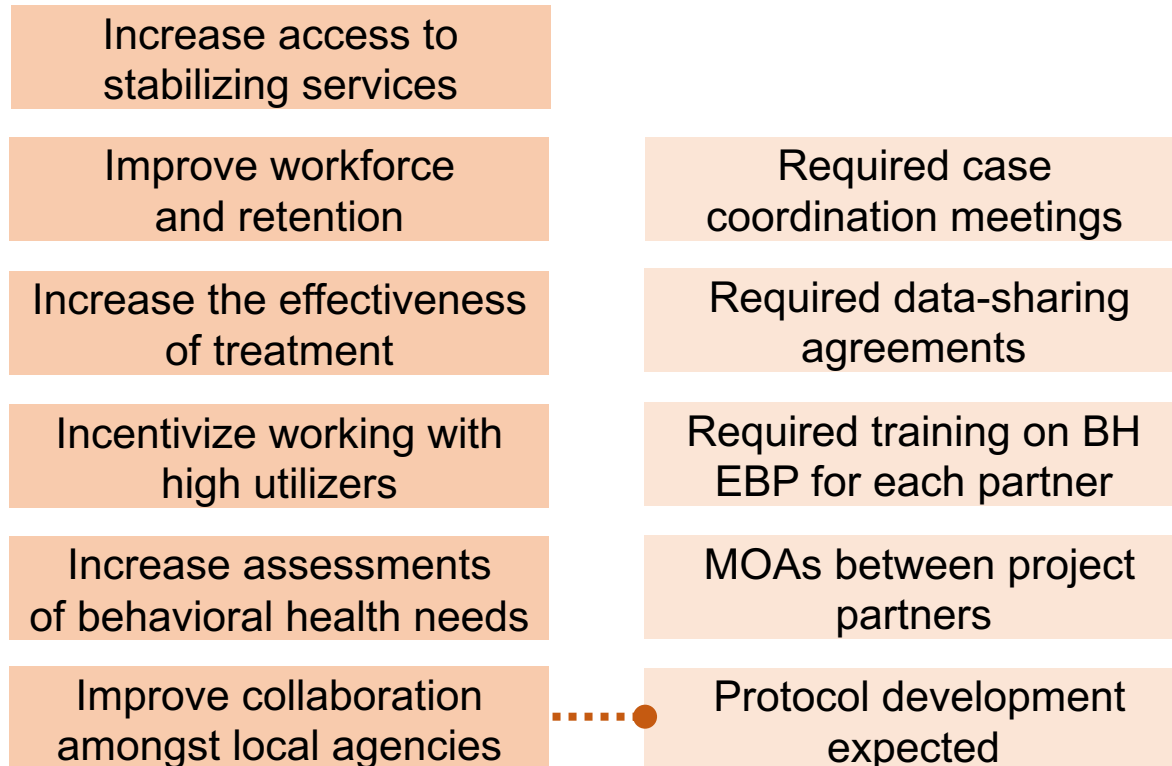 Increase access to
stabilizing services
Improve workforce
and retention
Increase the effectiveness
of treatment
Incentivize working with
high utilizers
Increase assessments
of behavioral health needs
Improve collaboration
amongst local agencies
Required case
coordination meetings
Required data-sharing
agreements
Required training on BH
EBP for each partner
MOAs between project
partners
Protocol development
expected